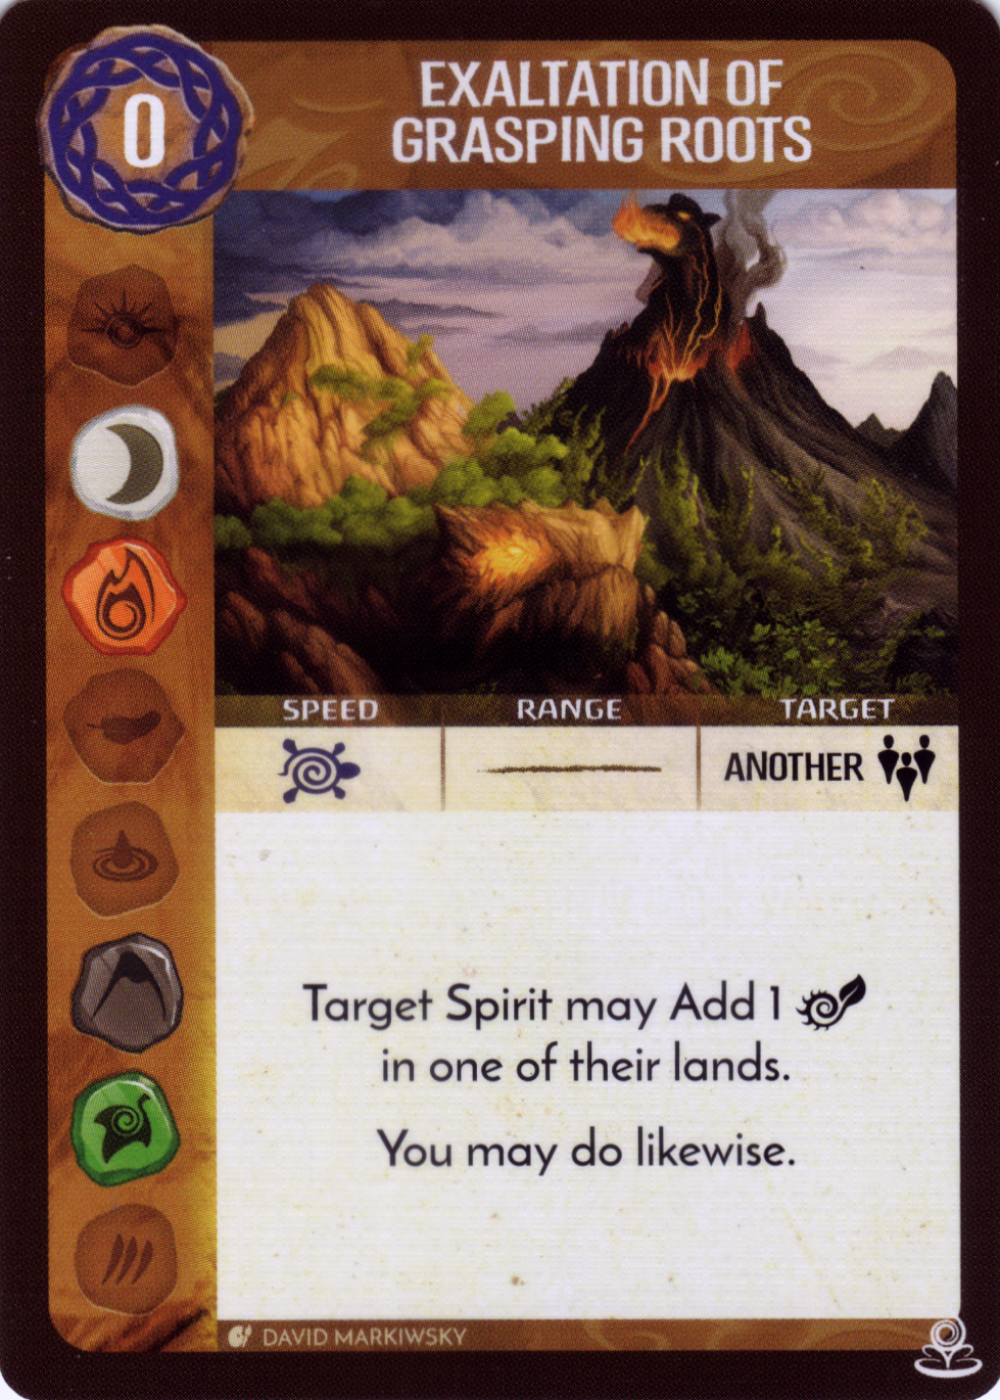 0
EXALTATION OF
GRASPING ROOTS
SPEED RANGE TARGET
ANOTHER
Target Spirit may Add 1
in one of their lands.
You may do likewise.
DAVID MARKIWSKY